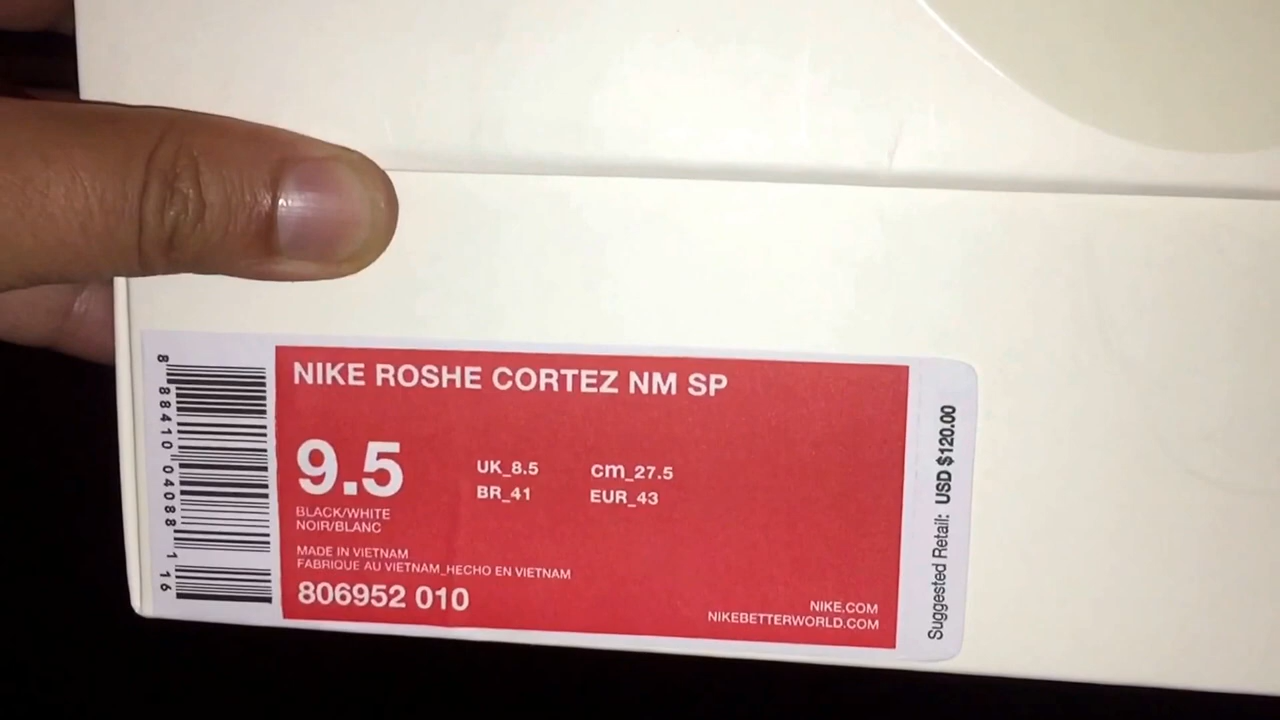 NIKE ROSHE CORTEZ NM SP
9.5
UK_8.5 cm_27.5
BR_41 EUR_43
BLACK/WHITE
NOIR/BLANC
MADE IN VIETNAM
FABRIQUE AU VIETNAM_HECHO EN VIETNAM
806952 010
NIKE.COM
NIKEBETTERWORLD.COM
8 88410 04088 1 16
Suggested Retail: USD $120.00